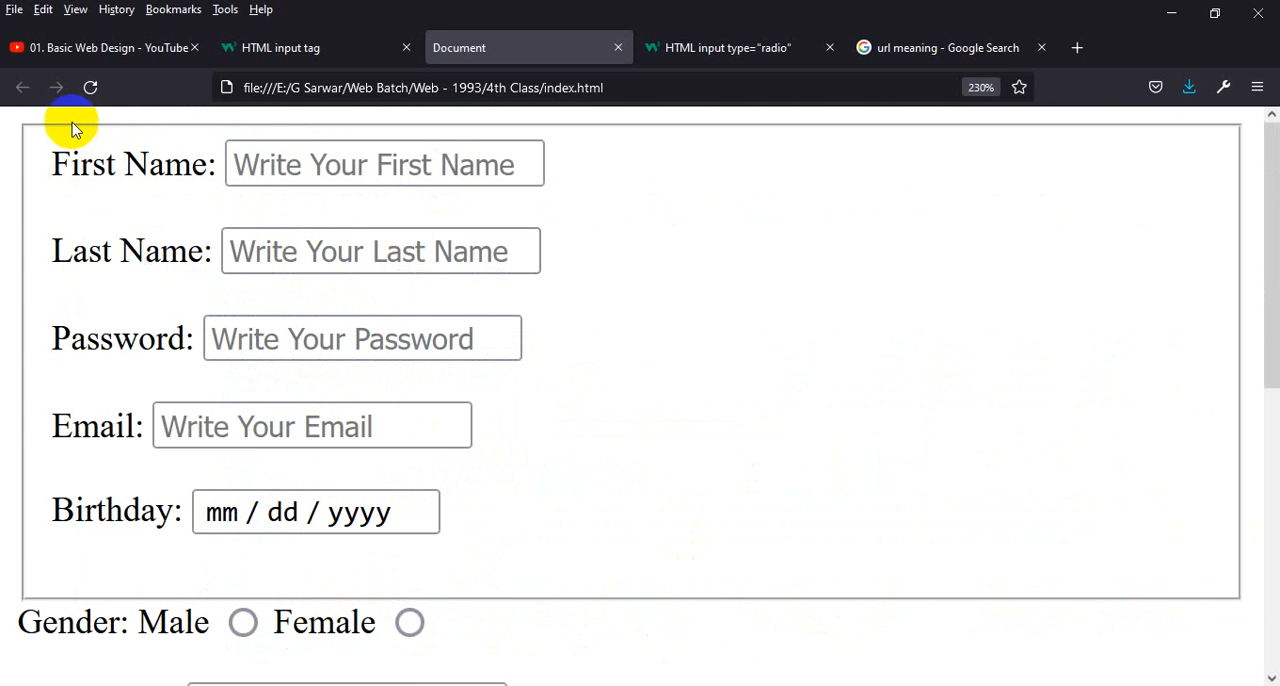 File Edit View History Bookmarks Tools Help
01. Basic Web Design - YouTube HTML input tag Document HTML input type="radio" url meaning - Google Search
file:///E:/G Sarwar/Web Batch/Web - 1993/4th Class/index.html 230%
First Name: Write Your First Name
Last Name: Write Your Last Name
Password: Write Your Password
Email: Write Your Email
Birthday: mm / dd / yyyy
Gender: Male Female